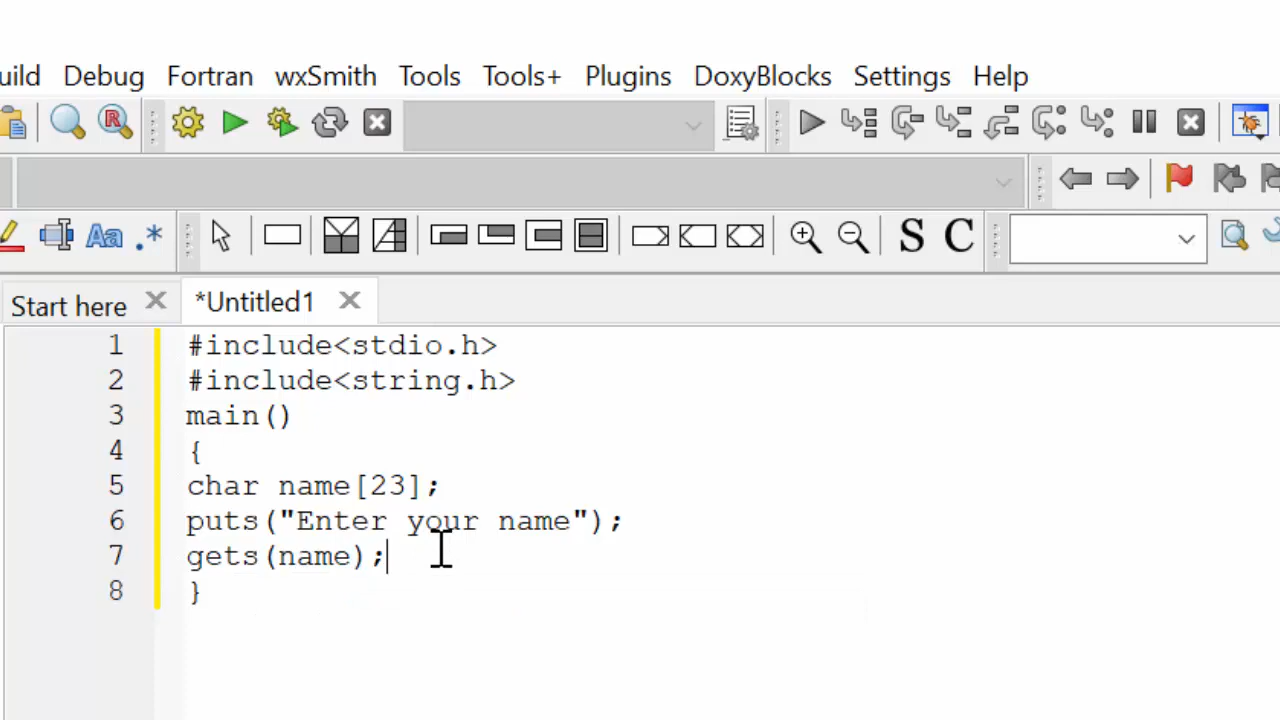 uild Debug Fortran wxSmith Tools Tools+ Plugins DoxyBlocks Settings Help
R
Aa .* S C
Start here *Untitled1
1 #include<stdio.h>
2 #include<string.h>
3 main()
4 {
5 char name[23];
6 puts("Enter your name");
7 gets(name);
8 }